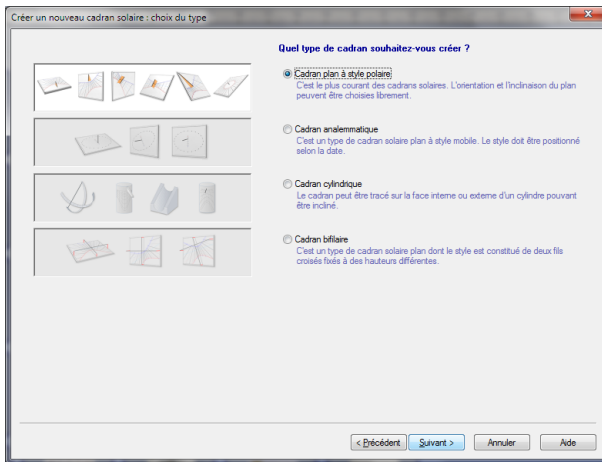 Créer un nouveau cadran solaire : choix du type
Quel type de cadran souhaitez-vous créer ?
Cadran plan à style polaire
C'est le plus courant des cadrans solaires. L'orientation et l'inclinaison du plan
peuvent être choisies librement.
Cadran analemmatique
C'est un type de cadran solaire plan à style mobile. Le style doit être positionné
selon la date.
Cadran cylindrique
Le cadran peut être tracé sur la face interne ou externe d'un cylindre pouvant
être incliné.
Cadran bifilaire
C'est un type de cadran solaire plan dont le style est constitué de deux fils
croisés fixés à des hauteurs différentes.
< Précédent
Suivant >
Annuler
Aide